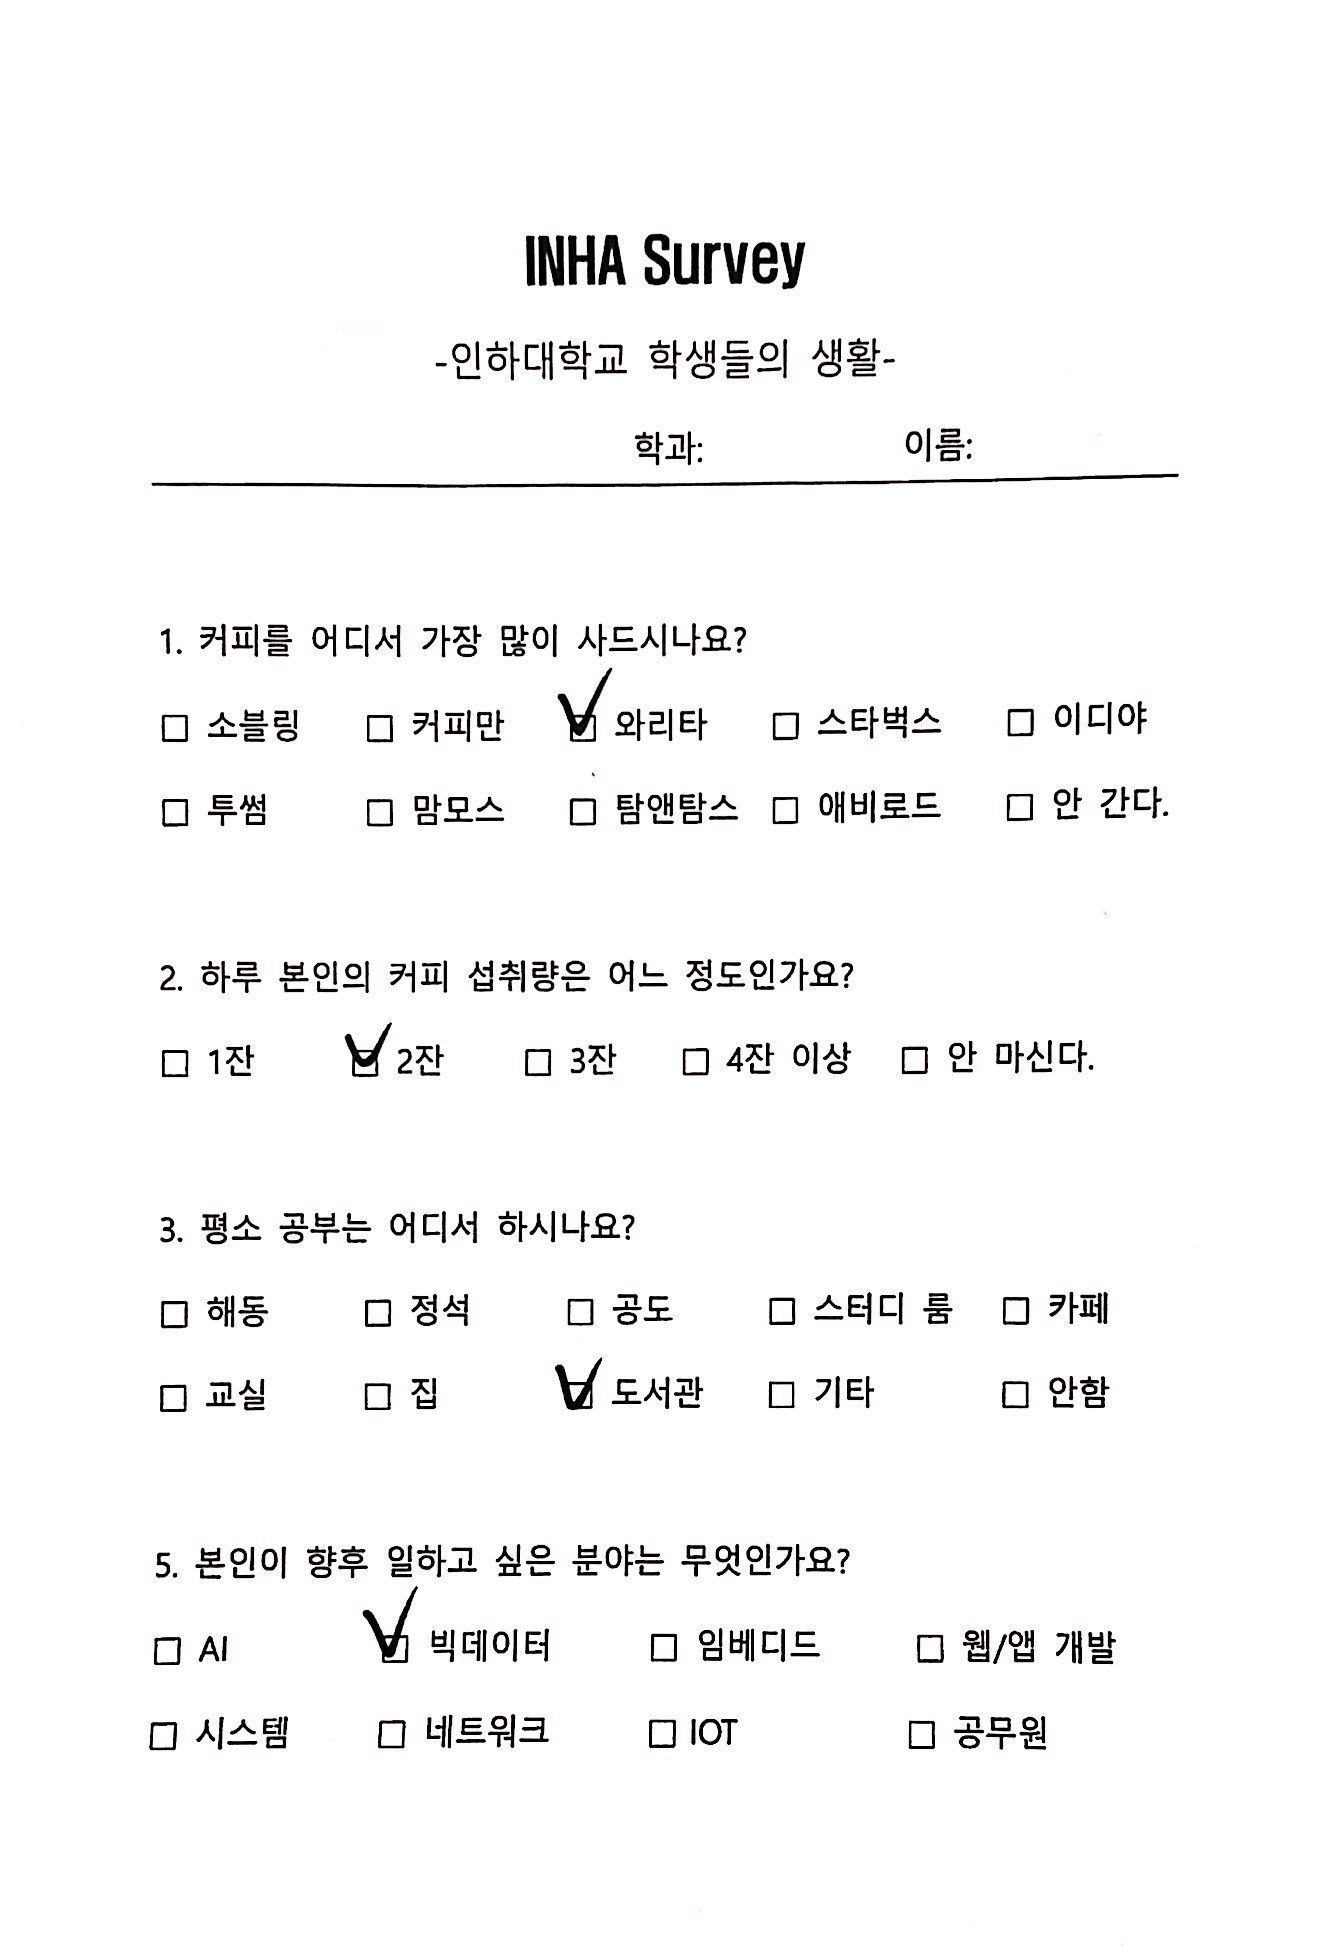 INHA Survey
-인하대학교 학생들의 생활-
학과: 이름:
1. 커피를 어디서 가장 많이 사드시나요?
□ 소블링 □ 커피만 ☑ 와리타 □ 스타벅스 □ 이디야
□ 투썸 □ 맘모스 □ 탐앤탐스 □ 애비로드 □ 안 간다.
2. 하루 본인의 커피 섭취량은 어느 정도인가요?
□ 1잔 ☑ 2잔 □ 3잔 □ 4잔 이상 □ 안 마신다.
3. 평소 공부는 어디서 하시나요?
□ 해동 □ 정석 □ 공도 □ 스터디 룸 □ 카페
□ 교실 □ 집 ☑ 도서관 □ 기타 □ 안함
5. 본인이 향후 일하고 싶은 분야는 무엇인가요?
□ AI ☑ 빅데이터 □ 임베디드 □ 웹/앱 개발
□ 시스템 □ 네트워크 □ IOT □ 공무원